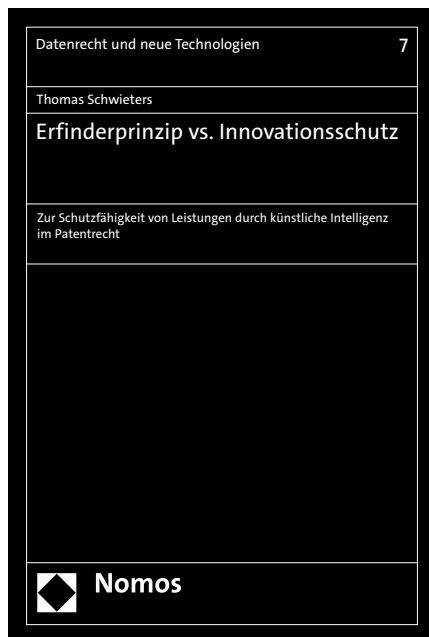 Datenrecht und neue Technologien 7
Thomas Schwieters
Erfinderprinzip vs. Innovationsschutz
Zur Schutzfähigkeit von Leistungen durch künstliche Intelligenz
im Patentrecht
Nomos